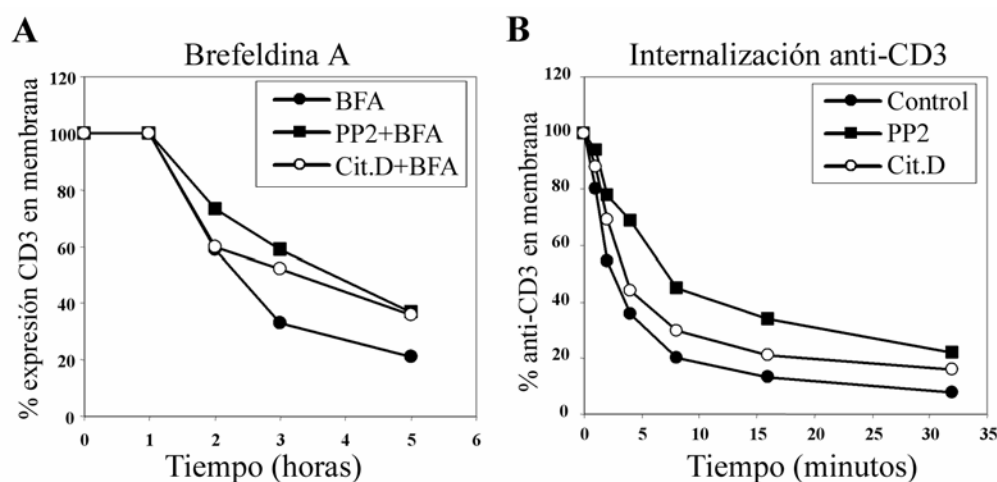 A
Brefeldina A
% expresión CD3 en membrana
120
100
80
60
40
20
0
BFA
PP2+BFA
Cit.D+BFA
0 1 2 3 4 5 6
Tiempo (horas)
B
Internalización anti-CD3
% anti-CD3 en membrana
120
100
80
60
40
20
0
Control
PP2
Cit.D
0 5 10 15 20 25 30 35
Tiempo (minutos)